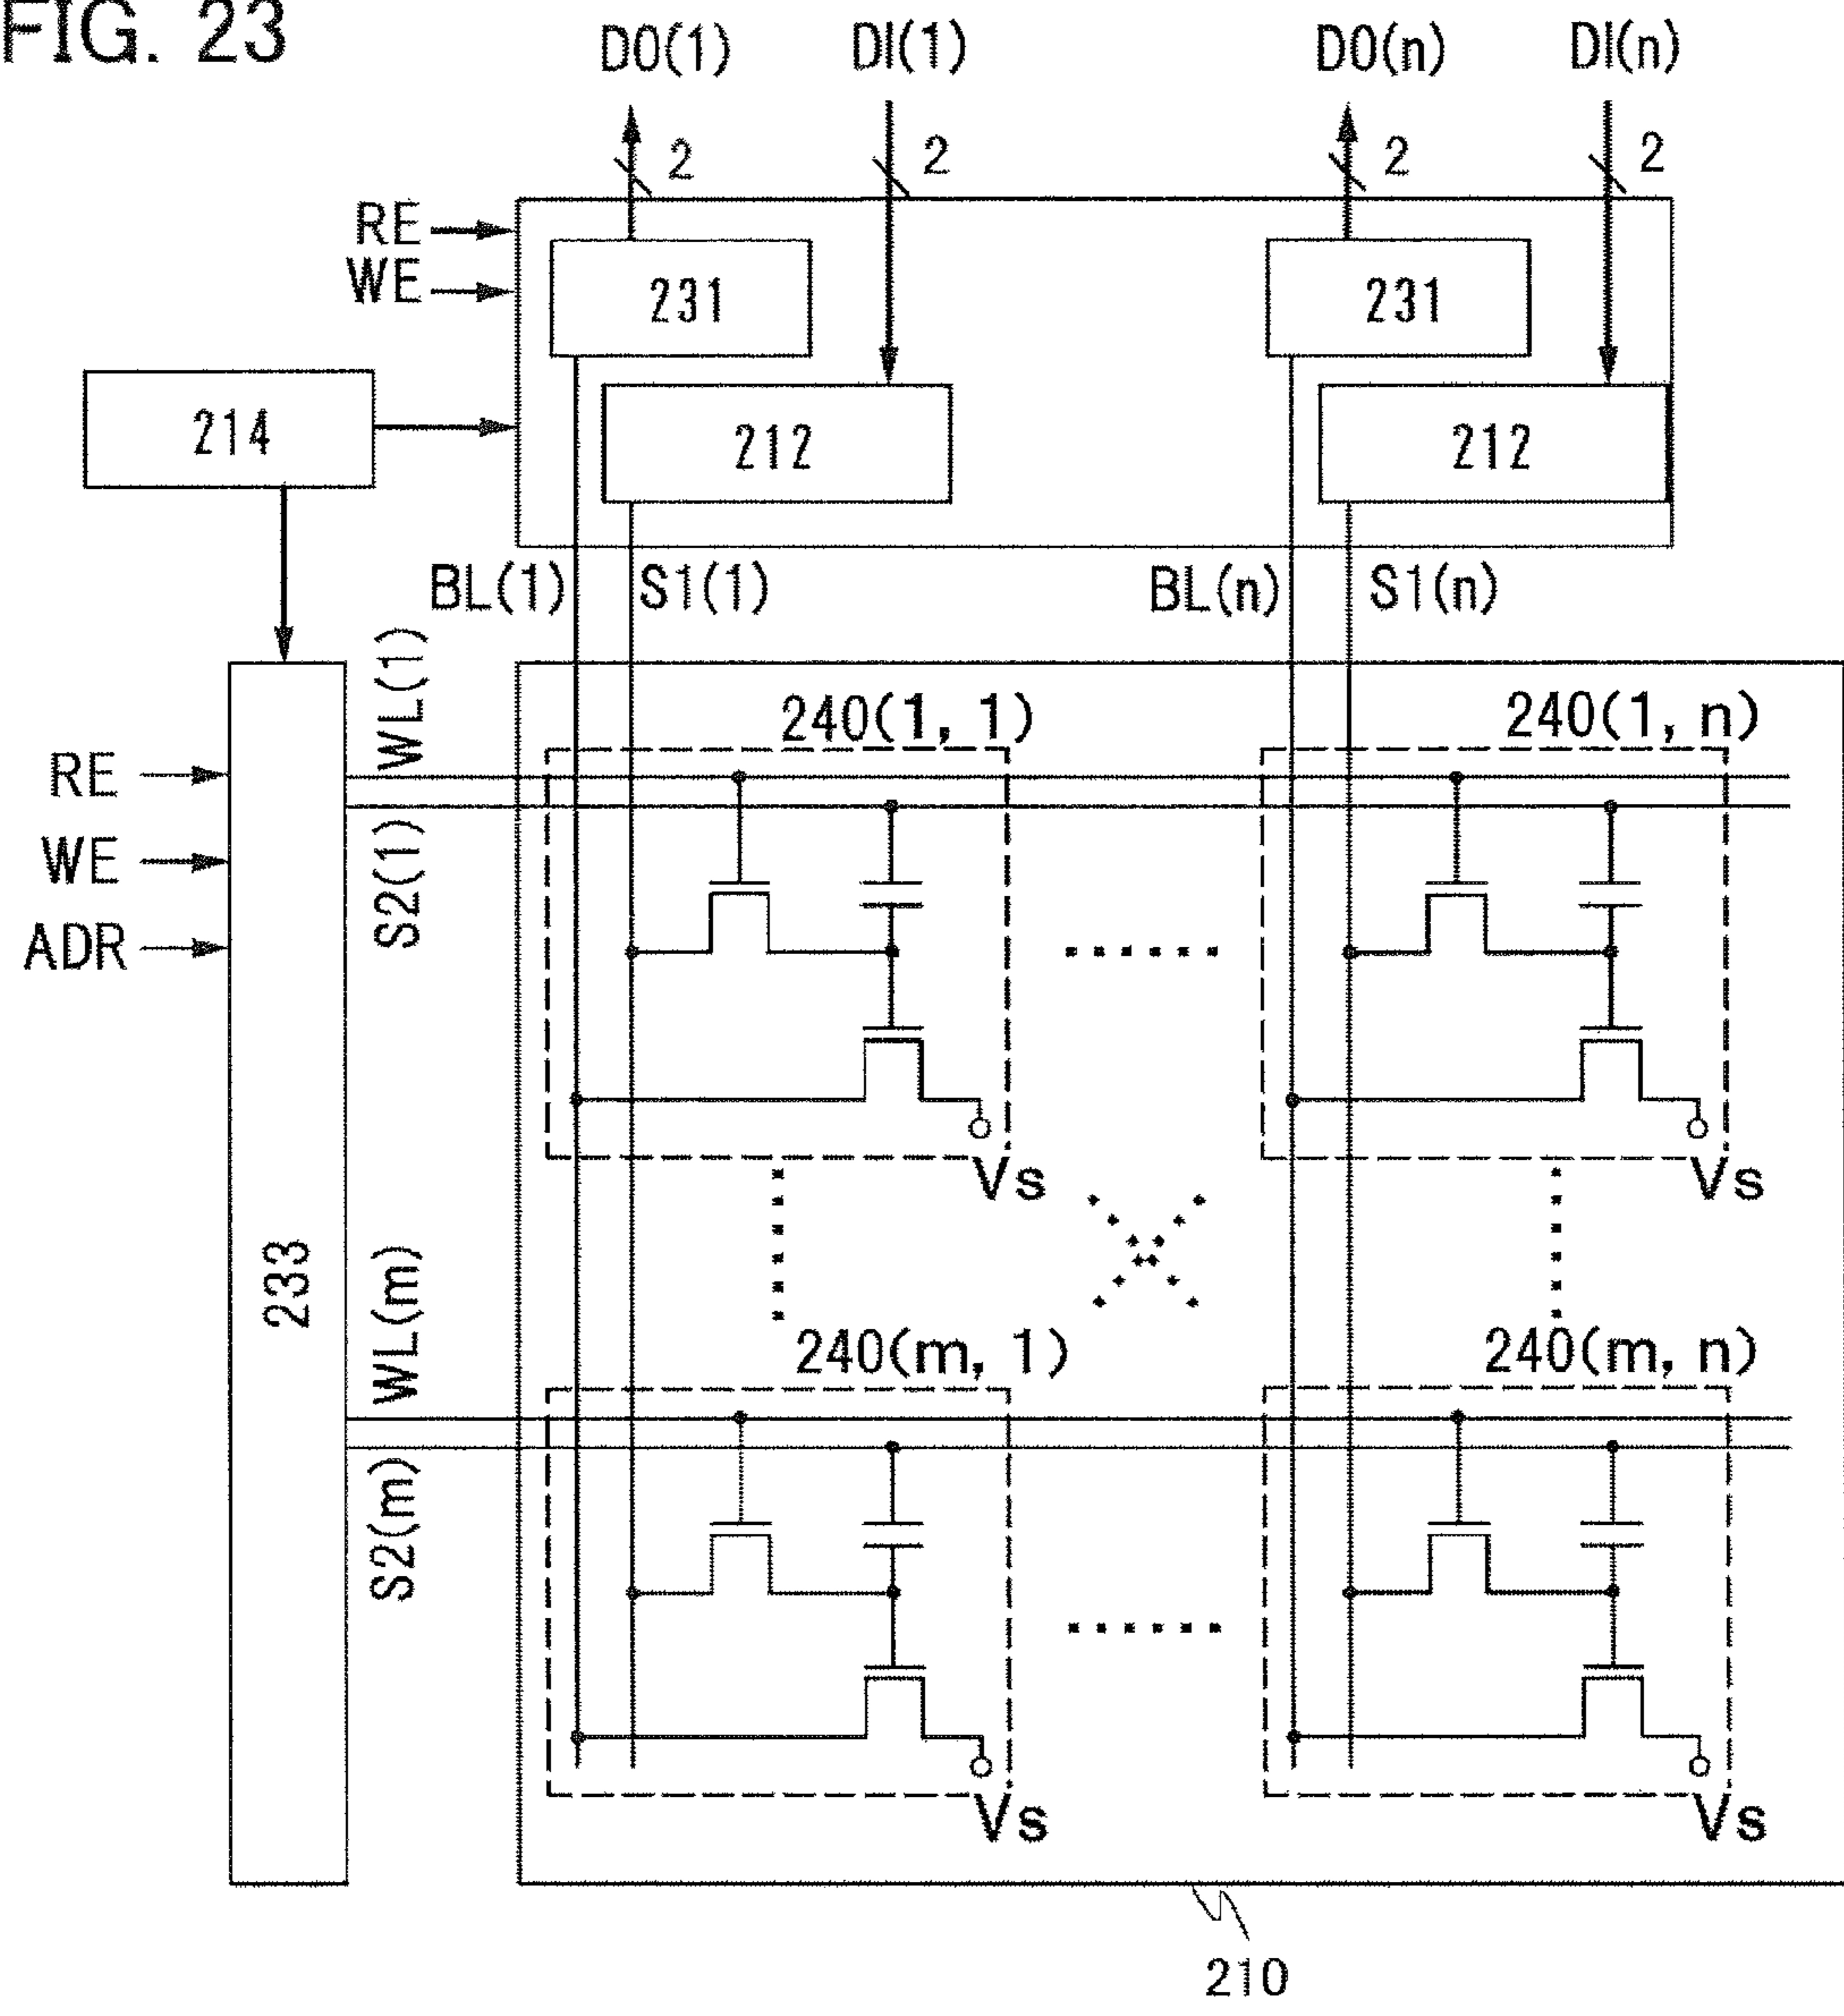 FIG. 23
D0(1) DI(1) D0(n) DI(n)
2 2 2 2
RE
WE
231 231
214
212 212
BL(1) S1(1) BL(n) S1(n)
WL(1)
S2(1)
240(1, 1) 240(1, n)
RE
WE
ADR
Vs Vs
233
WL(m)
S2(m)
240(m, 1) 240(m, n)
Vs Vs
210